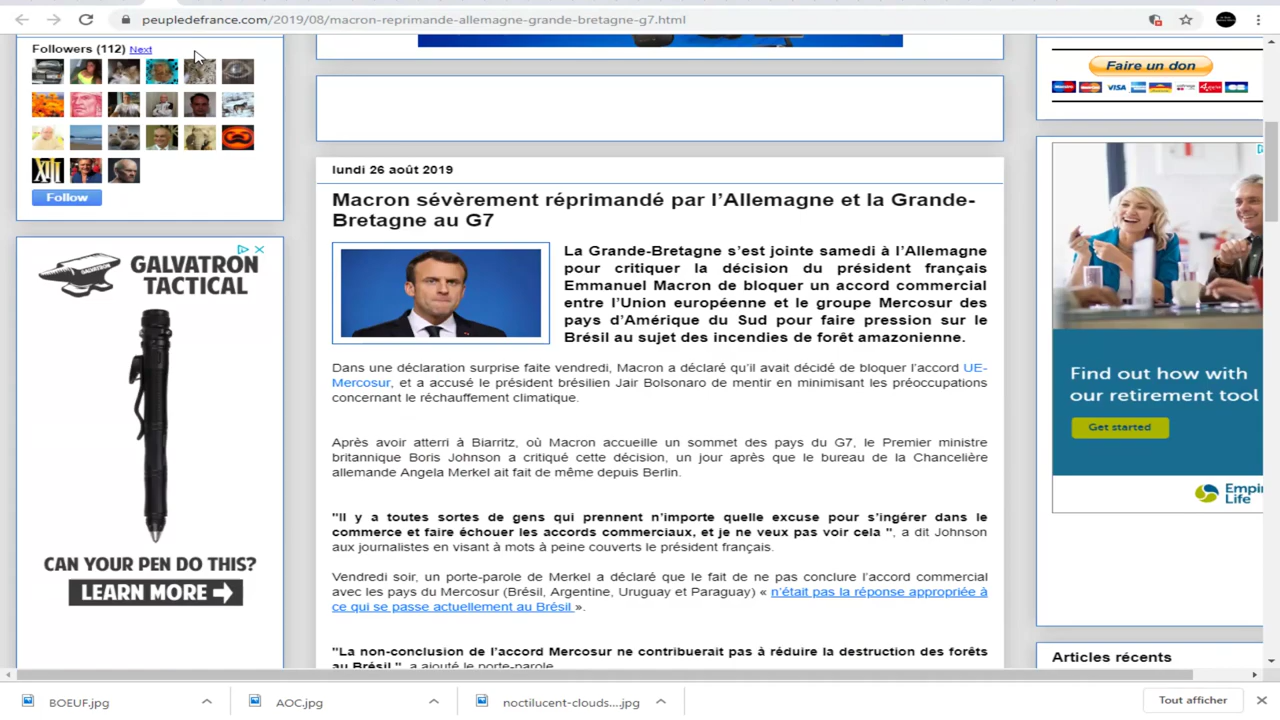 peupledefrance.com/2019/08/macron-reprimande-allemagne-grande-bretagne-g7.html
Followers (112) Next
XIII
Follow
GALVATRON
TACTICAL
CAN YOUR PEN DO THIS?
LEARN MORE
lundi 26 août 2019
Macron sévèrement réprimandé par l’Allemagne et la Grande-
Bretagne au G7
La Grande-Bretagne s’est jointe samedi à l’Allemagne
pour critiquer la décision du président français
Emmanuel Macron de bloquer un accord commercial
entre l’Union européenne et le groupe Mercosur des
pays d’Amérique du Sud pour faire pression sur le
Brésil au sujet des incendies de forêt amazonienne.
Dans une déclaration surprise faite vendredi, Macron a déclaré qu’il avait décidé de bloquer l’accord UE-
Mercosur, et a accusé le président brésilien Jair Bolsonaro de mentir en minimisant les préoccupations
concernant le réchauffement climatique.
Après avoir atterri à Biarritz, où Macron accueille un sommet des pays du G7, le Premier ministre
britannique Boris Johnson a critiqué cette décision, un jour après que le bureau de la Chancelière
allemande Angela Merkel ait fait de même depuis Berlin.
"Il y a toutes sortes de gens qui prennent n’importe quelle excuse pour s’ingérer dans le
commerce et faire échouer les accords commerciaux, et je ne veux pas voir cela ", a dit Johnson
aux journalistes en visant à mots à peine couverts le président français.
Vendredi soir, un porte-parole de Merkel a déclaré que le fait de ne pas conclure l’accord commercial
avec les pays du Mercosur (Brésil, Argentine, Uruguay et Paraguay) « n’était pas la réponse appropriée à
ce qui se passe actuellement au Brésil ».
"La non-conclusion de l’accord Mercosur ne contribuerait pas à réduire la destruction des forêts
au Brésil ", a ajouté le porte-parole.
Faire un don
VISA
Find out how with
our retirement tool
Get started
Empir
Life
Articles récents
BOEUF.jpg
AOC.jpg
noctilucent-clouds....jpg
Tout afficher